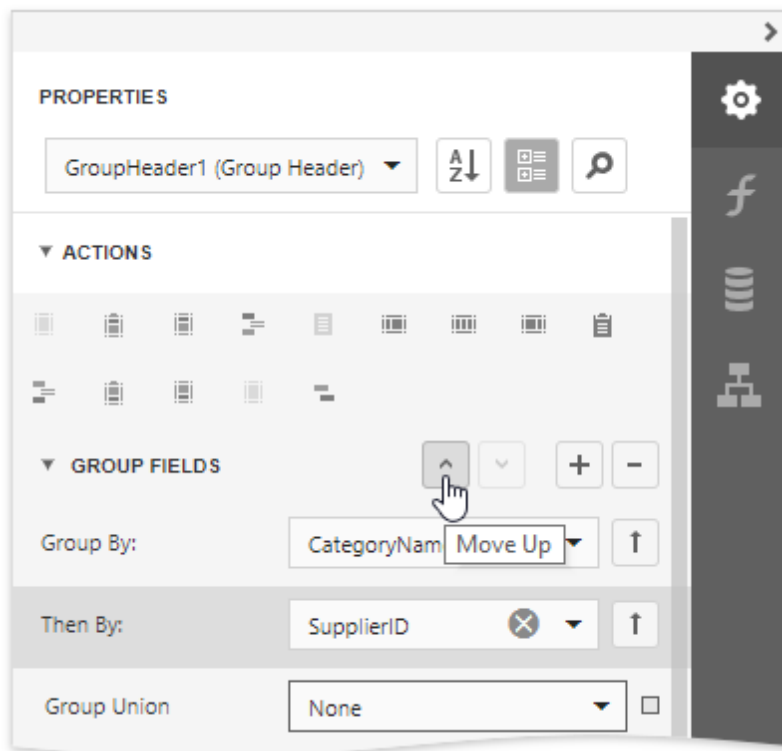 PROPERTIES
GroupHeader1 (Group Header)
A
Z
ACTIONS
GROUP FIELDS
Group By:
CategoryNam
Move Up
Then By:
SupplierID
Group Union
None